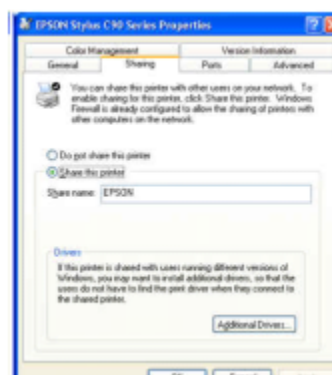 EPSON Stylus C90 Series Properties
Color Management Version Information
General Sharing Ports Advanced
You can share this printer with other users on your network. To
enable sharing for this printer, click Share this printer. Windows
Firewall is already configured to allow the sharing of printers with
other computers on the network.
Do not share this printer
Share this printer
Share name: EPSON
Drivers
If this printer is shared with users running different versions of
Windows, you may want to install additional drivers, so that the
users do not have to find the print driver when they connect to
the shared printer.
Additional Drivers...